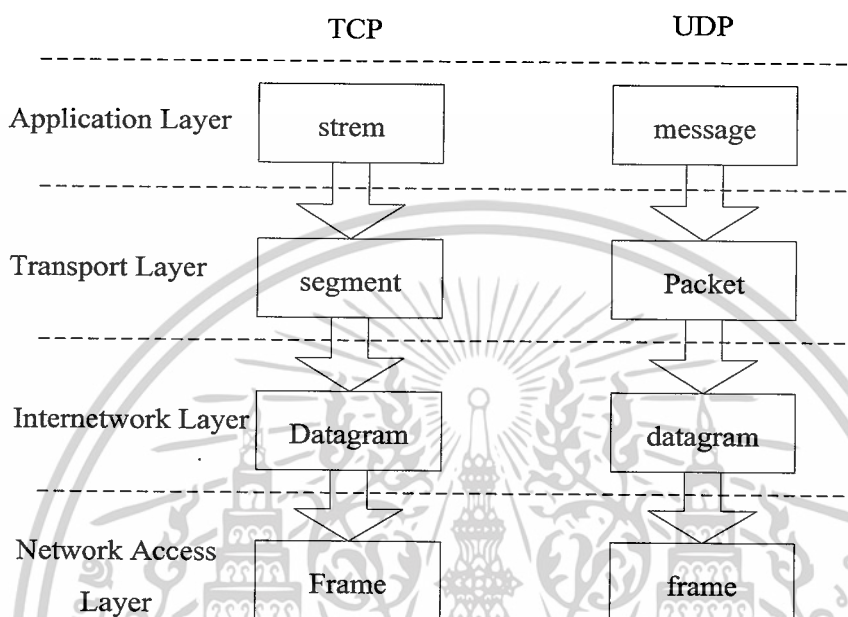 TCP UDP
Application Layer strem message
Transport Layer segment Packet
Internetwork Layer Datagram datagram
Network Access
Layer Frame frame